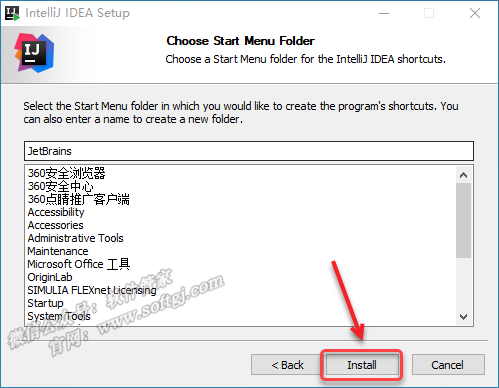 IntelliJ IDEA Setup
IJ
Choose Start Menu Folder
Choose a Start Menu folder for the IntelliJ IDEA shortcuts.
Select the Start Menu folder in which you would like to create the program's shortcuts. You
can also enter a name to create a new folder.
JetBrains
360安全浏览器
360安全中心
360点睛推广客户端
Accessibility
Accessories
Administrative Tools
Maintenance
Microsoft Office 工具
OriginLab
SIMULIA FLEXnet Licensing
Startup
System Tools
微信公众号：软件管家
官网：www.softgj.com
< Back
Install
Cancel